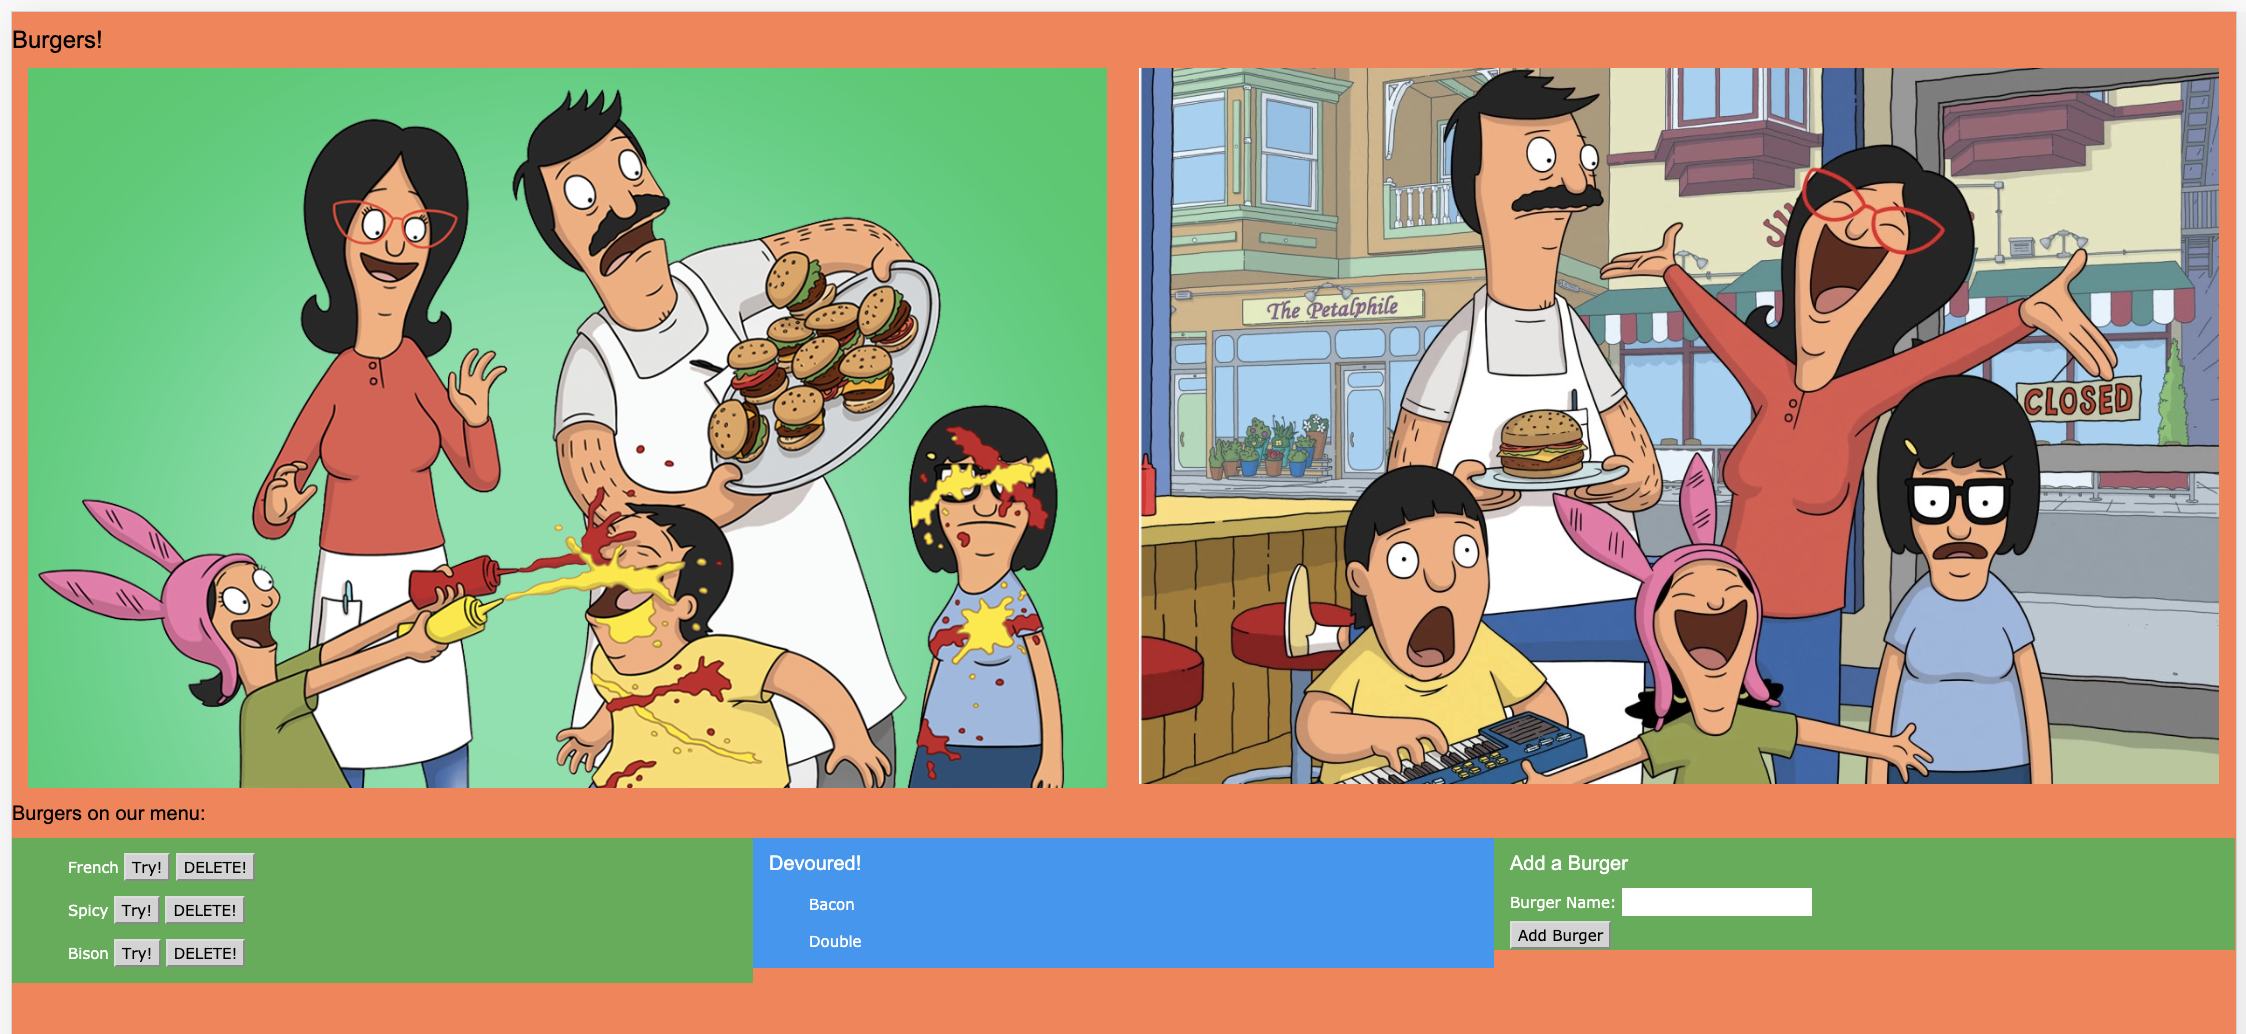 Burgers!
The Petalphile
CLOSED
Burgers on our menu:
French Try! DELETE!
Spicy Try! DELETE!
Bison Try! DELETE!
Devoured!
Bacon
Double
Add a Burger
Burger Name:
Add Burger